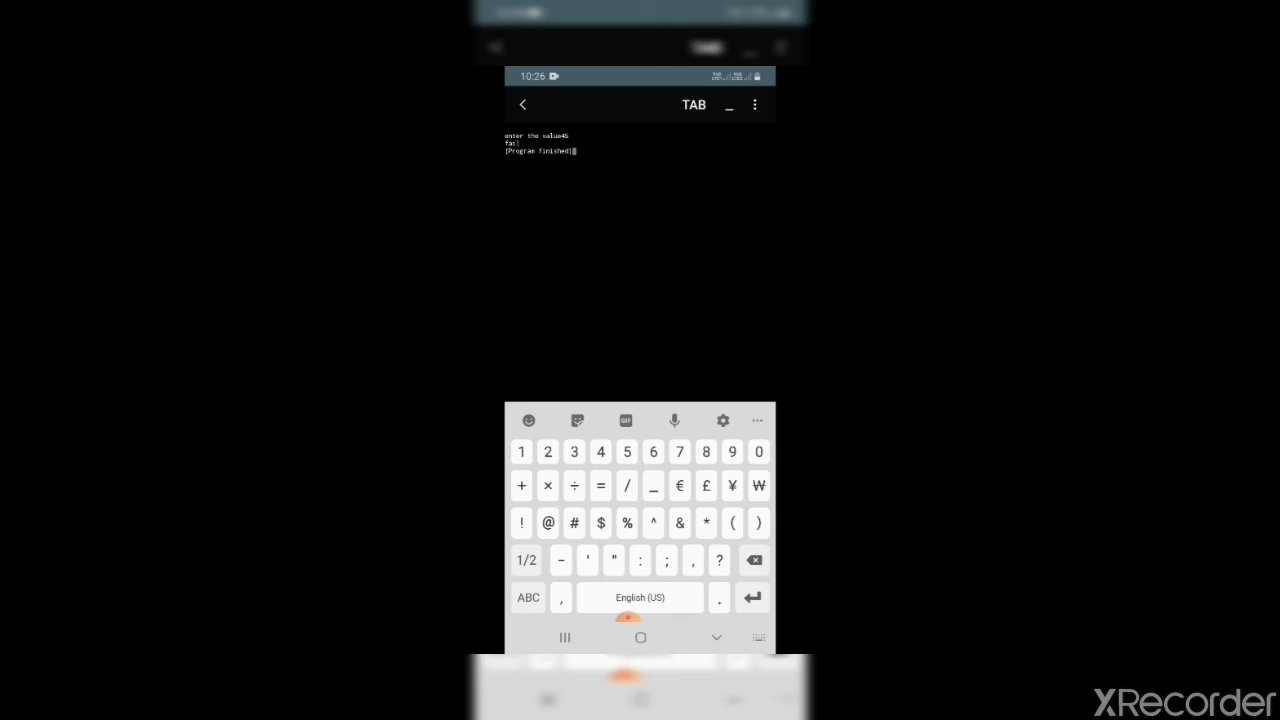 10:26
TAB _
enter the value45
fail
[Program finished]
GIF
1 2 3 4 5 6 7 8 9 0
+ × ÷ = / _ € £ ¥ ₩
! @ # $ % ^ & * ( )
1/2 - ' " : ; , ?
ABC , English (US) .
XRecorder